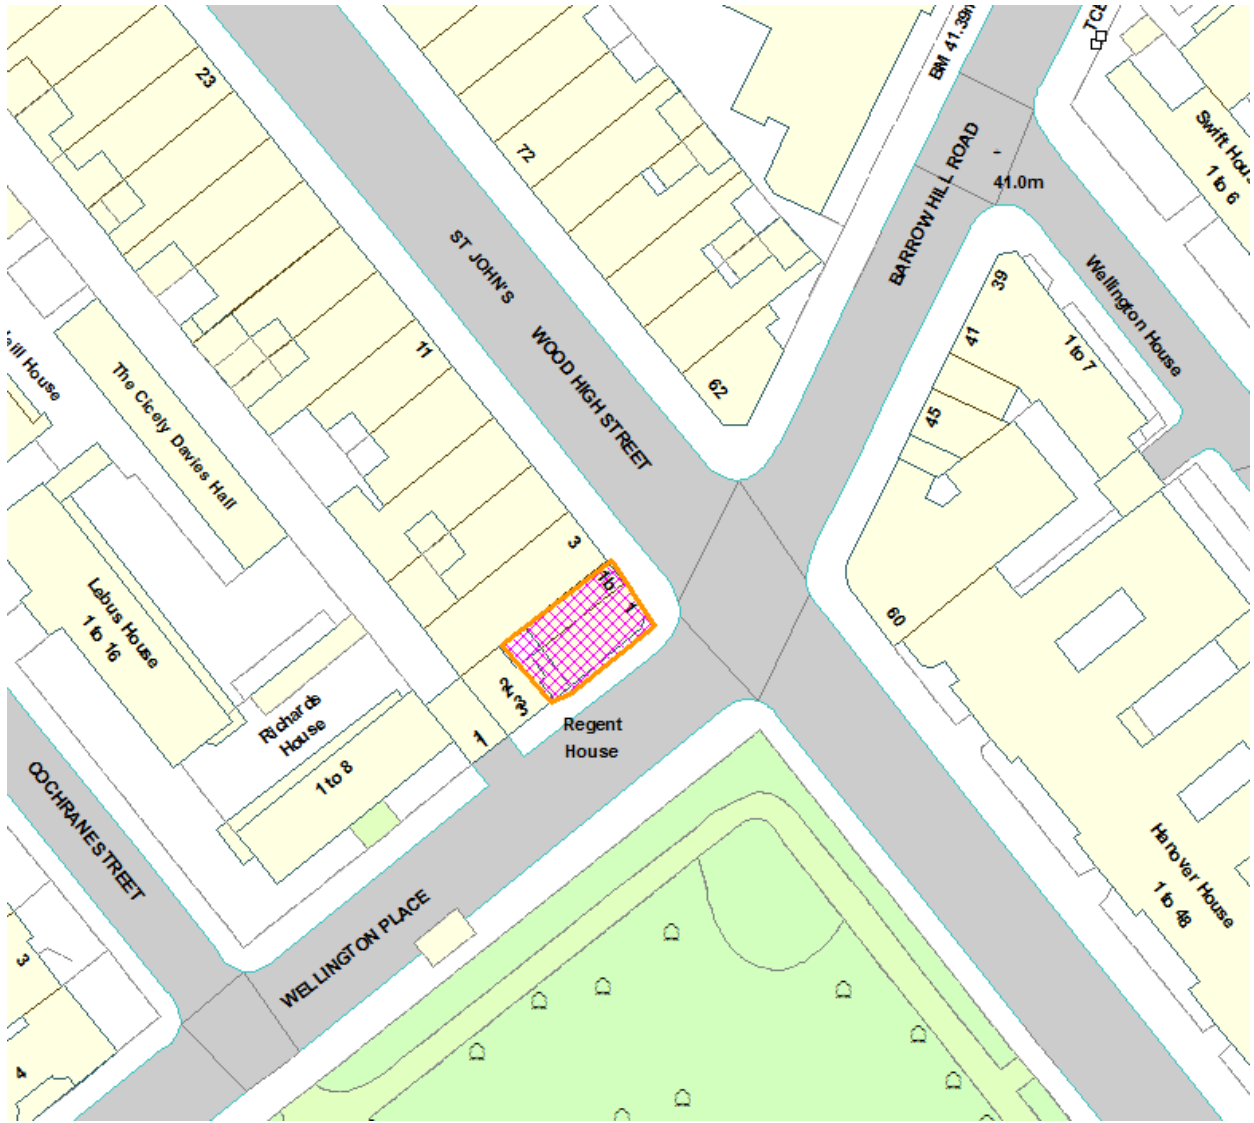 23
72
ST JOHN'S
WOOD HIGH STREET
11
62
3
1b
1
BM 41.39m
BARROW HILL ROAD
-
41.0m
Swift House
1 to 6
Wellington House
39
1 to 7
41
45
60
The Cicely Davies Hall
House
Lebus House
1 to 16
Richards
House
1 to 8
1
Regent
House
COCHRANE STREET
WELLINGTON PLACE
Hanover House
1 to 48
3
4